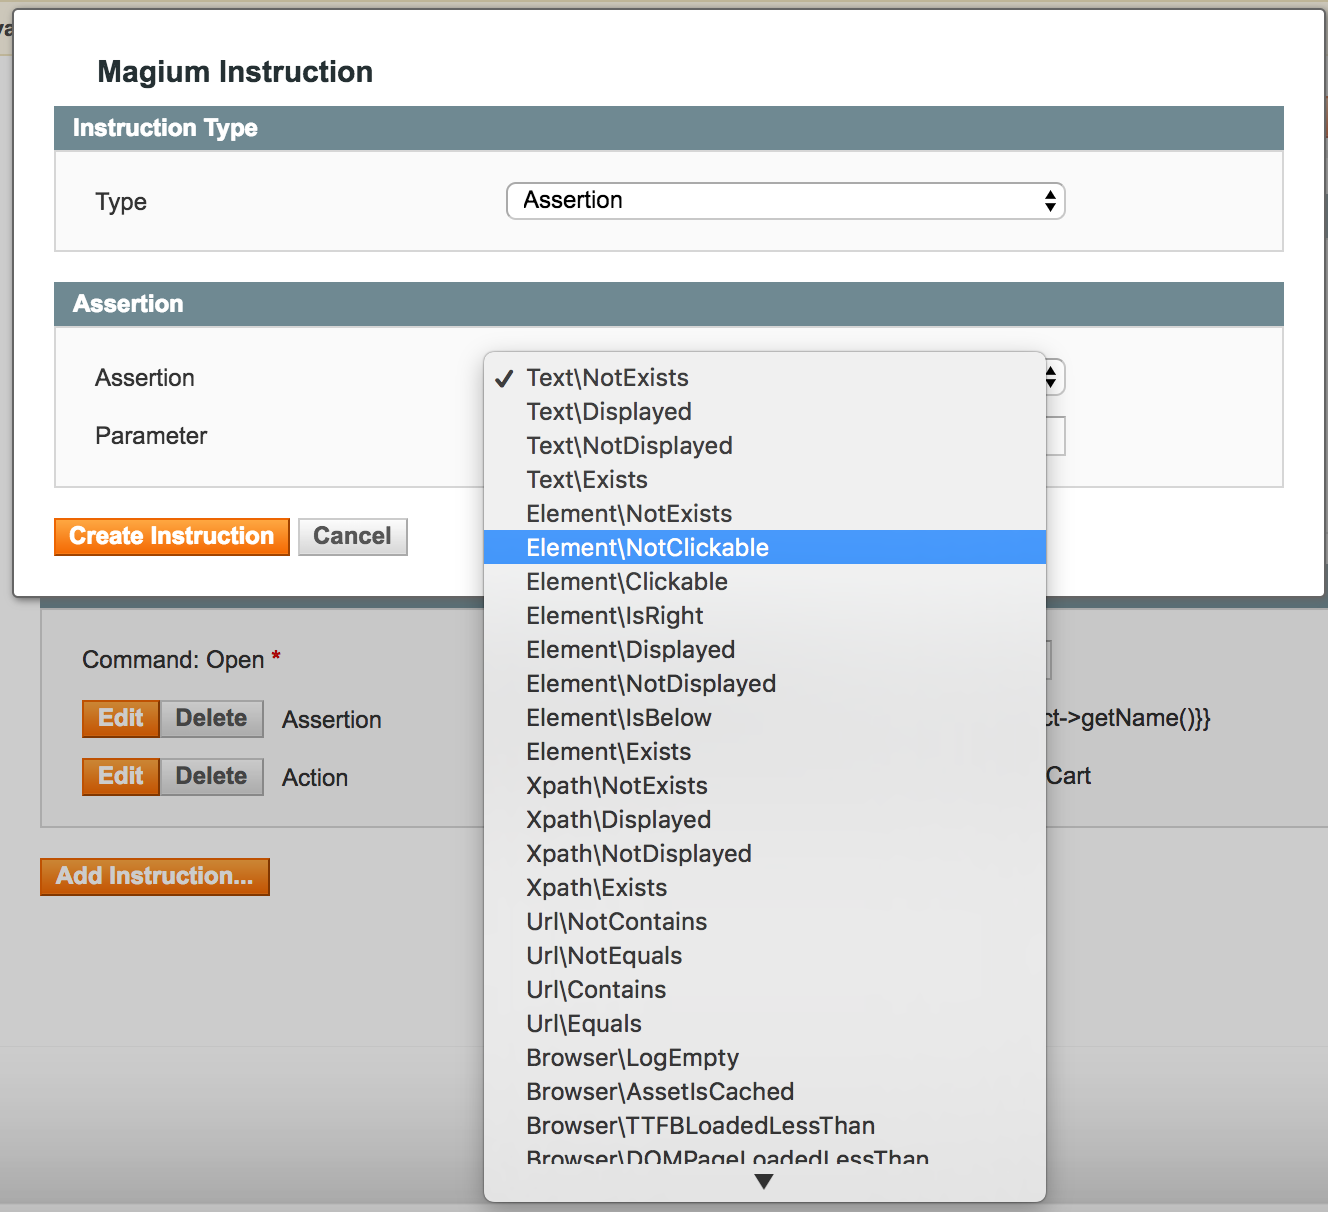 Magium Instruction
Instruction Type
Type
Assertion
Assertion
Assertion
Parameter
Create Instruction
Cancel
✓ Text\NotExists
Text\Displayed
Text\NotDisplayed
Text\Exists
Element\NotExists
Element\NotClickable
Element\Clickable
Element\IsRight
Element\Displayed
Element\NotDisplayed
Element\IsBelow
Element\Exists
Xpath\NotExists
Xpath\Displayed
Xpath\NotDisplayed
Xpath\Exists
Url\NotContains
Url\NotEquals
Url\Contains
Url\Equals
Browser\LogEmpty
Browser\AssetIsCached
Browser\TTFBLoadedLessThan
Browser\DOMPageLoadedLessThan
Command: Open *
Edit Delete Assertion
ct->getName()}}
Edit Delete Action
Cart
Add Instruction...